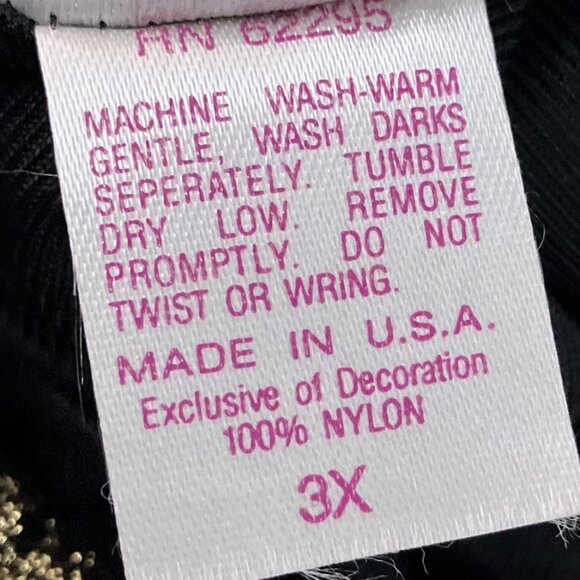 RN 62295
MACHINE WASH-WARM
GENTLE, WASH DARKS
SEPERATELY. TUMBLE
DRY LOW. REMOVE
PROMPTLY. DO NOT
TWIST OR WRING.
MADE IN U.S.A.
Exclusive of Decoration
100% NYLON
3X